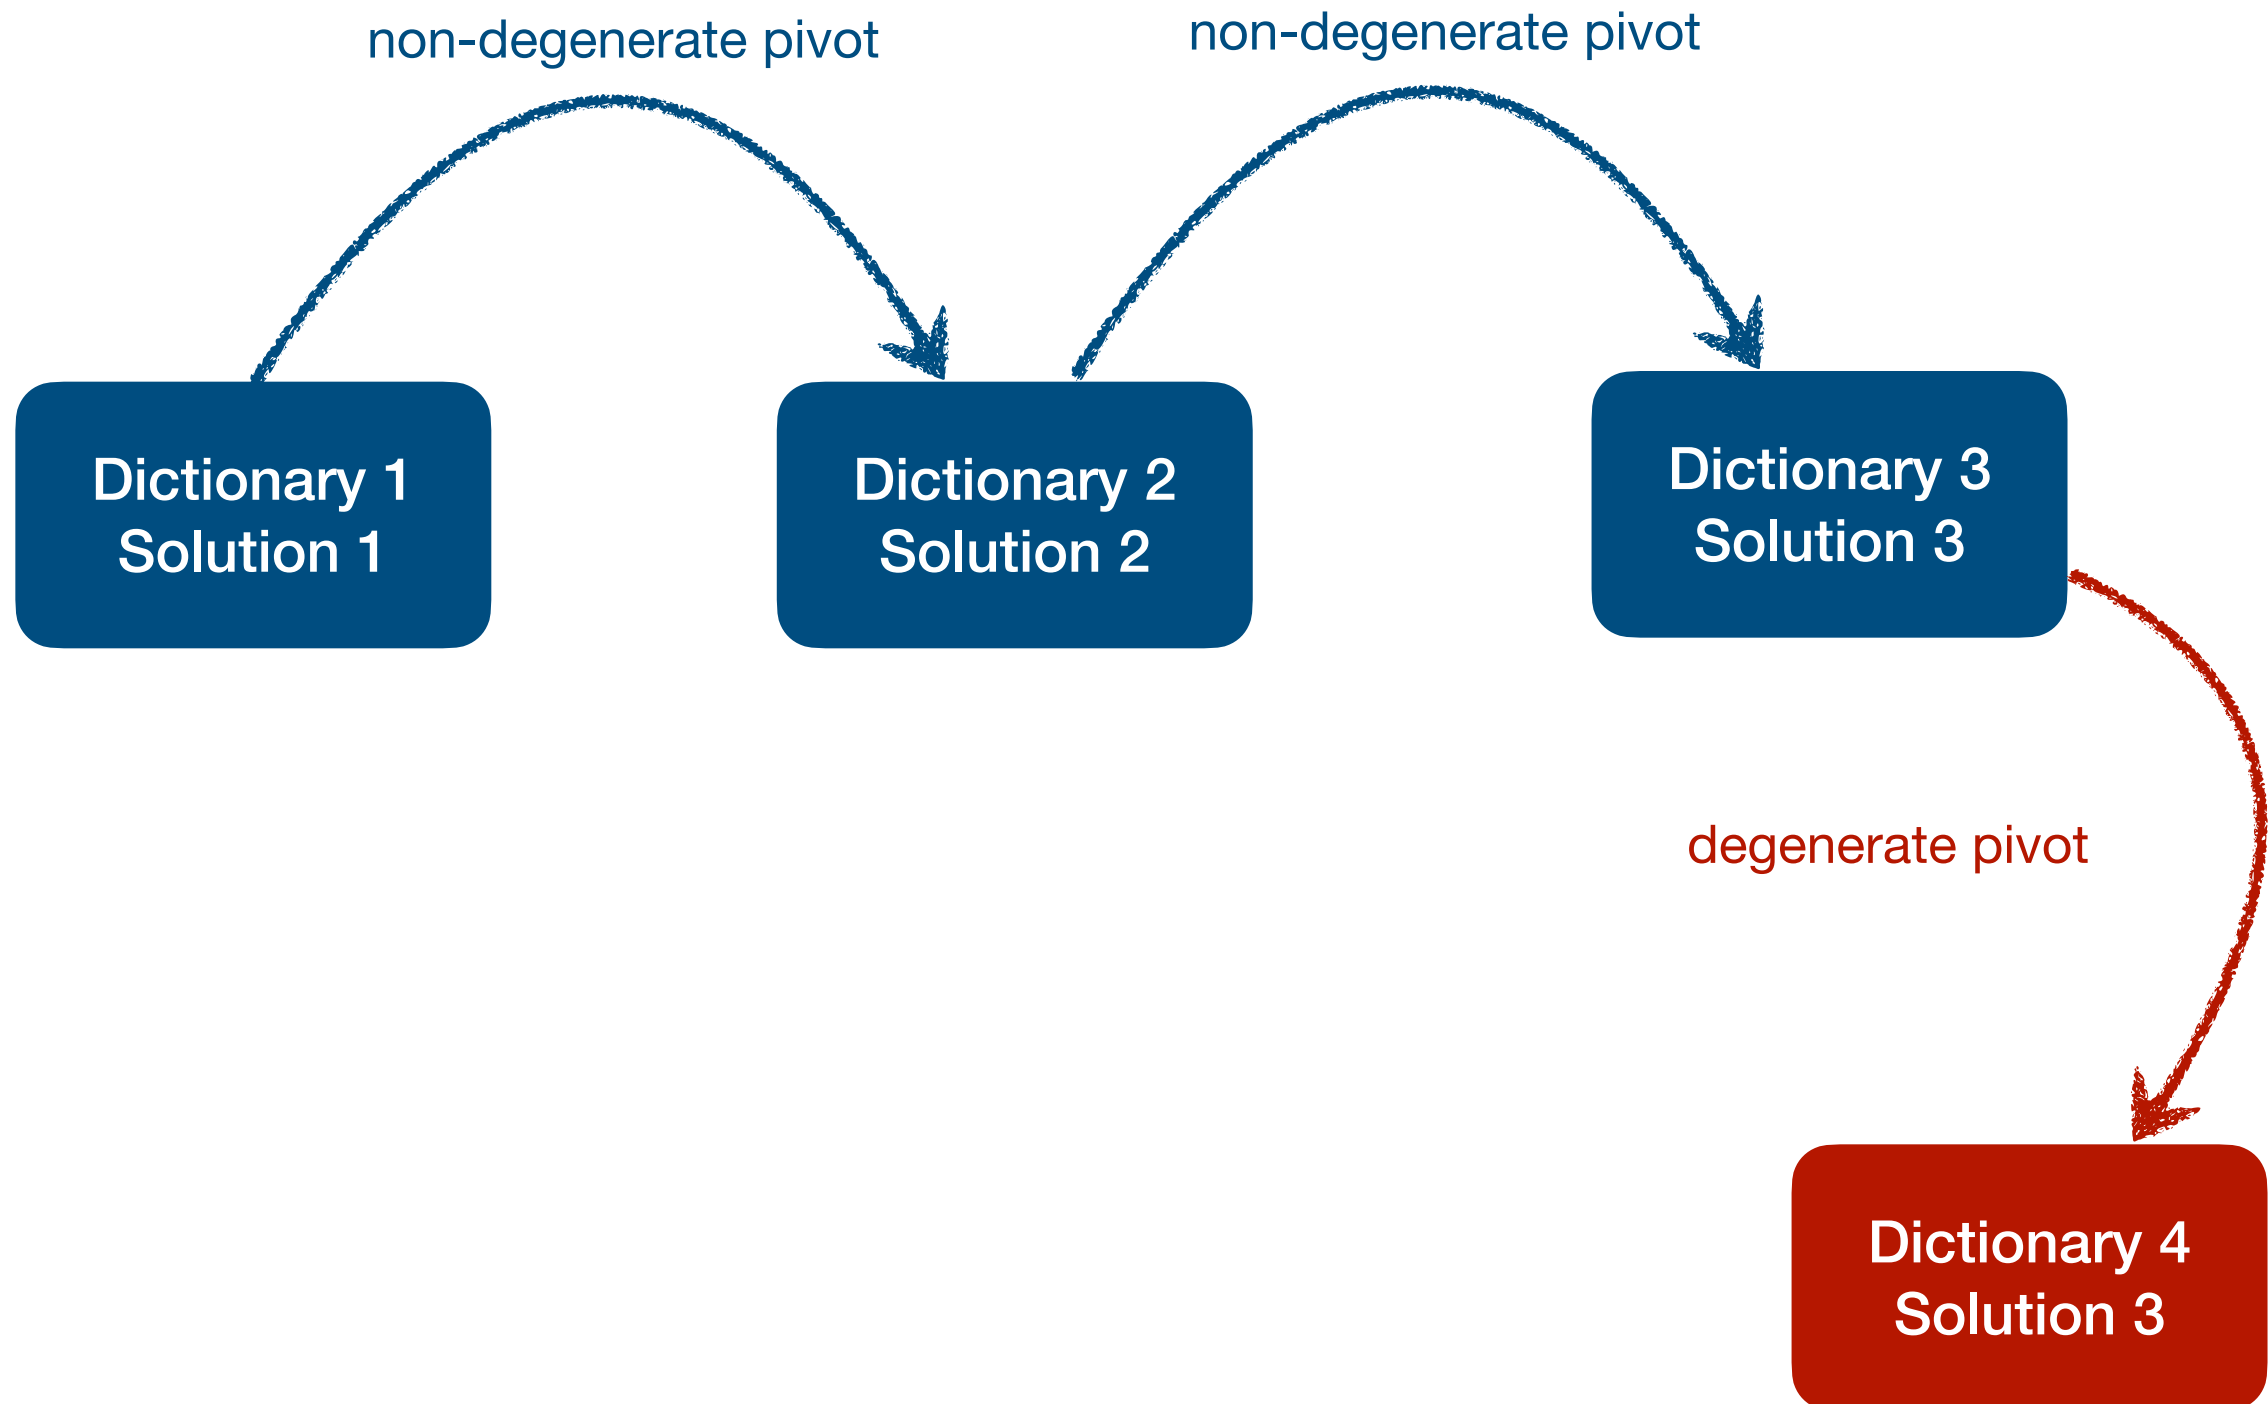 non-degenerate pivot
non-degenerate pivot
Dictionary 1
Solution 1
Dictionary 2
Solution 2
Dictionary 3
Solution 3
degenerate pivot
Dictionary 4
Solution 3